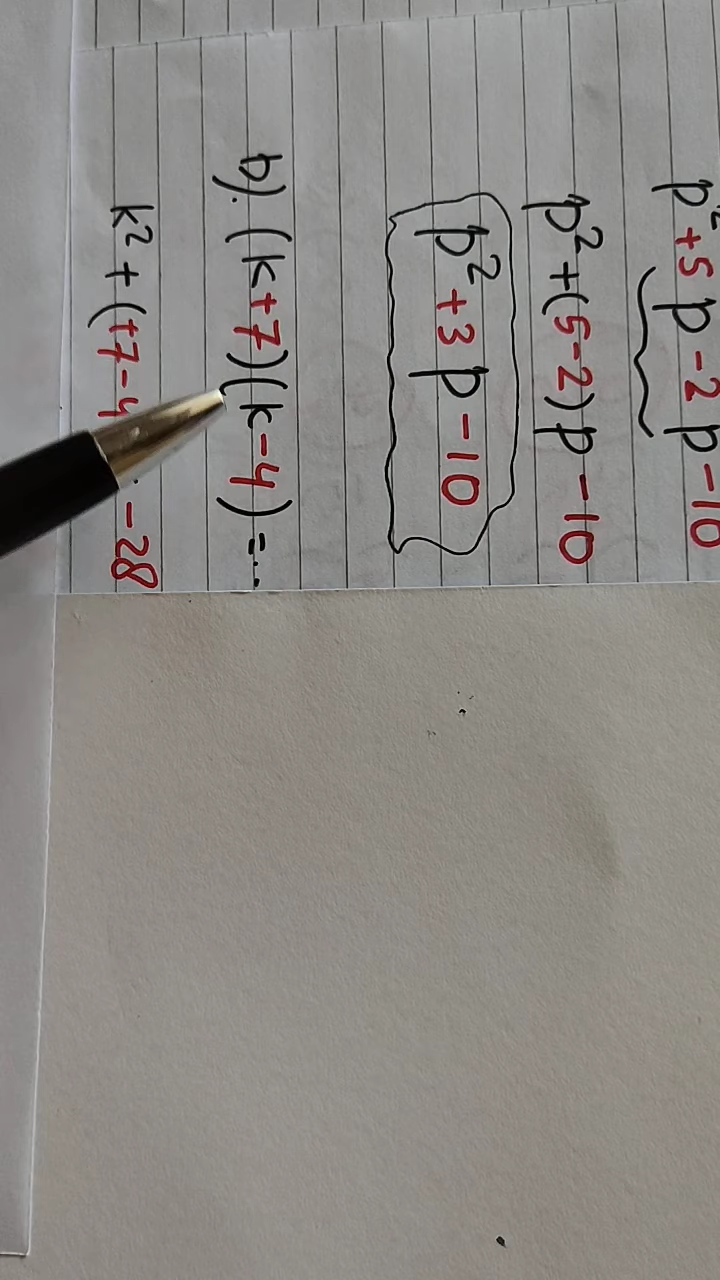 p²+5p-2p-10
p²+(5-2)p-10
p²+3p-10
b). (k+7)(k-4)=...
k²+(+7-4 -28